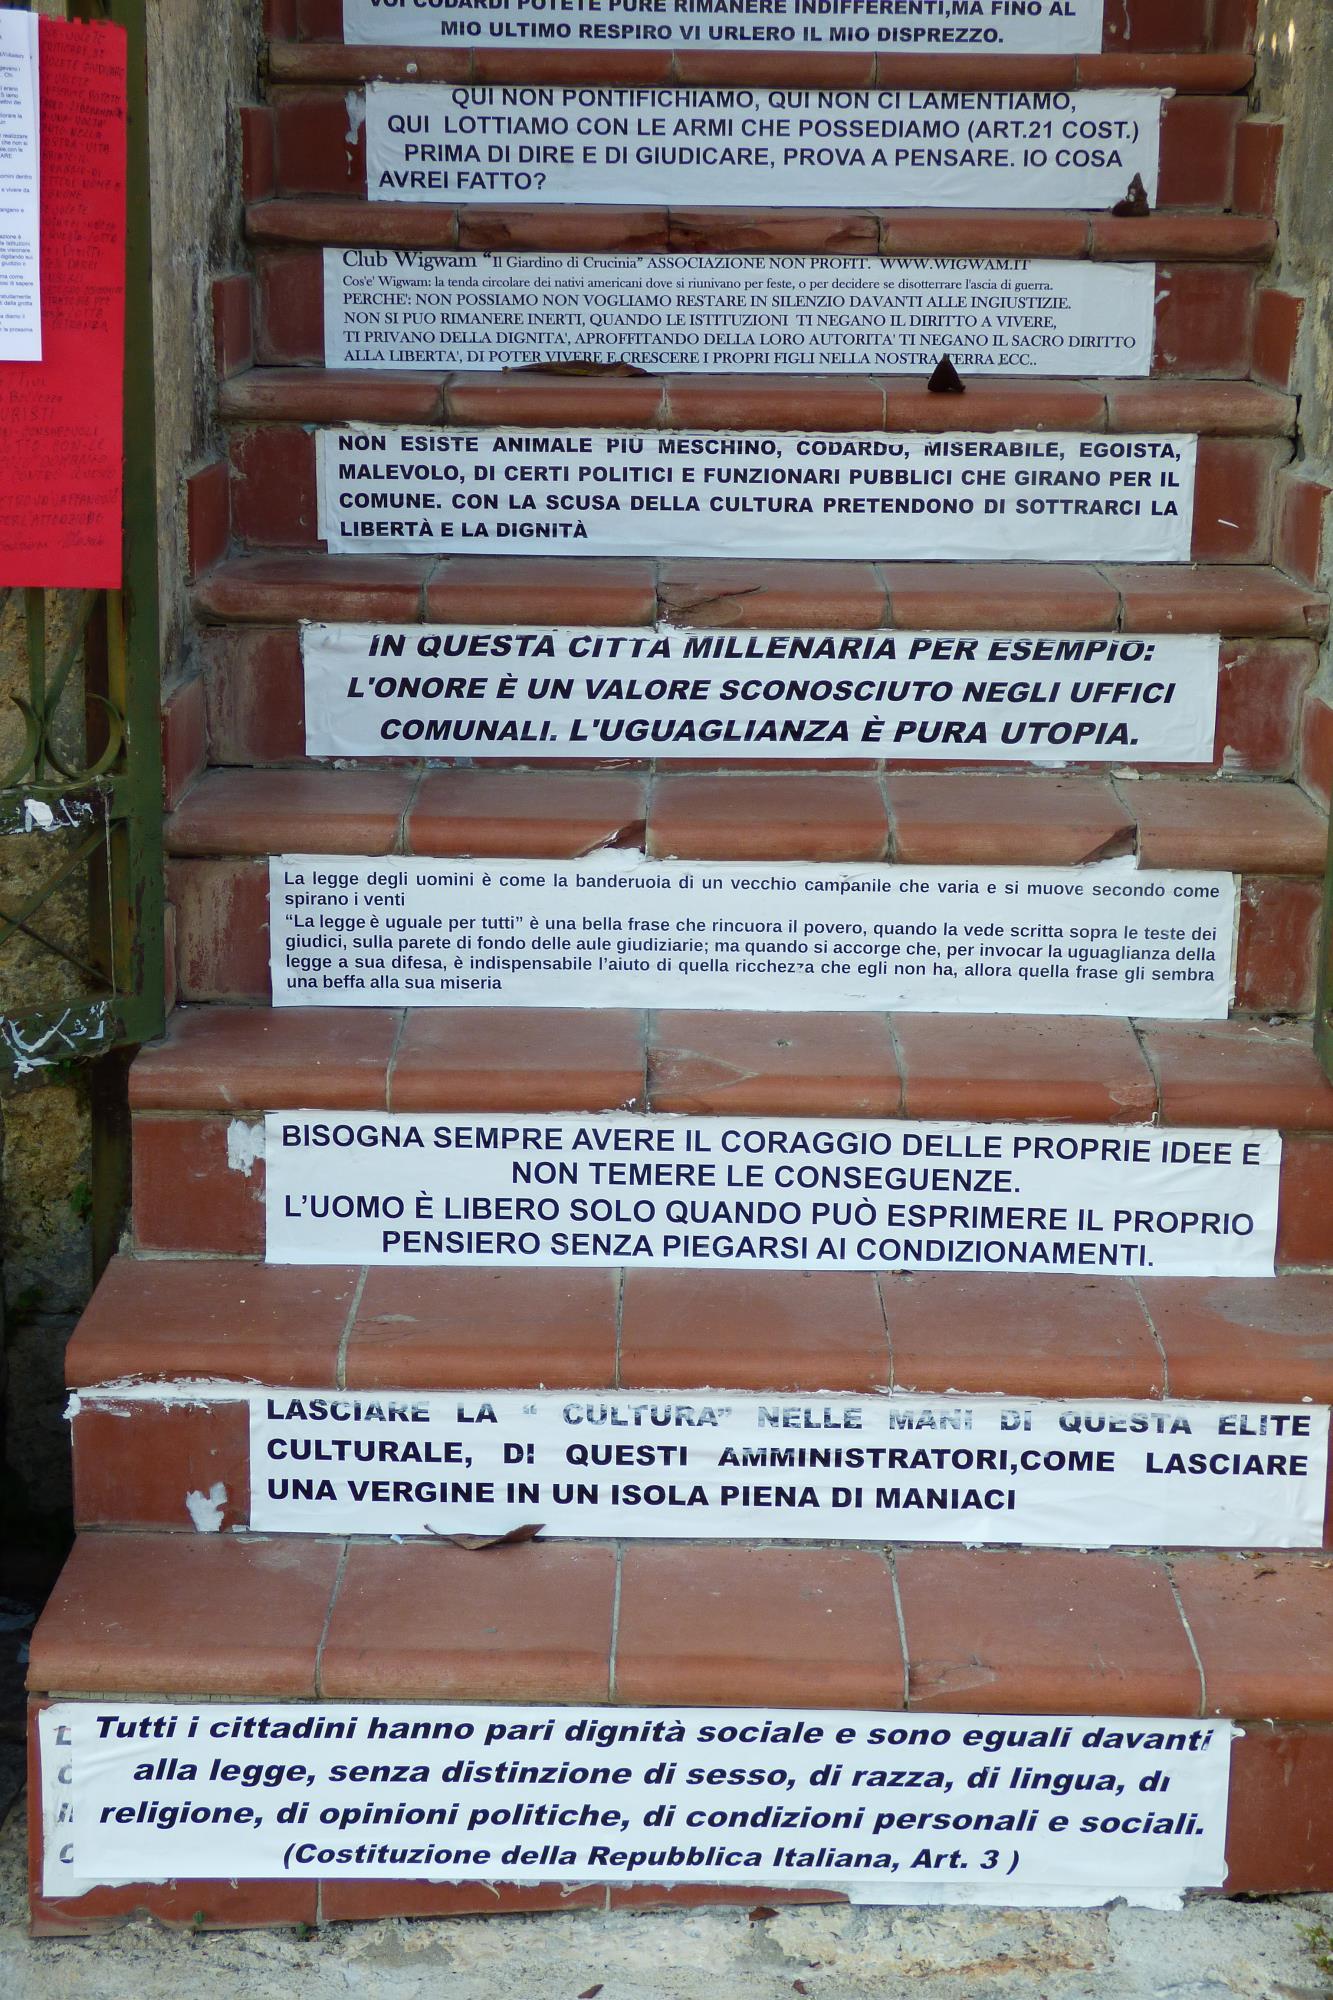 VOI CODARDI POTETE PURE RIMANERE INDIFFERENTI,MA FINO AL
MIO ULTIMO RESPIRO VI URLERO IL MIO DISPREZZO.
QUI NON PONTIFICHIAMO, QUI NON CI LAMENTIAMO,
QUI LOTTIAMO CON LE ARMI CHE POSSEDIAMO (ART.21 COST.)
PRIMA DI DIRE E DI GIUDICARE, PROVA A PENSARE. IO COSA
AVREI FATTO?
Club Wigwam "Il Giardino di Crucinia" ASSOCIAZIONE NON PROFIT. WWW.WIGWAM.IT
Cos'e' Wigwam: la tenda circolare dei nativi americani dove si riunivano per feste, o per decidere se disotterrare l'ascia di guerra.
PERCHE': NON POSSIAMO NON VOGLIAMO RESTARE IN SILENZIO DAVANTI ALLE INGIUSTIZIE.
NON SI PUO RIMANERE INERTI, QUANDO LE ISTITUZIONI TI NEGANO IL DIRITTO A VIVERE,
TI PRIVANO DELLA DIGNITA', APROFFITANDO DELLA LORO AUTORITA' TI NEGANO IL SACRO DIRITTO
ALLA LIBERTA', DI POTER VIVERE E CRESCERE I PROPRI FIGLI NELLA NOSTRA TERRA ECC..
NON ESISTE ANIMALE PIÙ MESCHINO, CODARDO, MISERABILE, EGOISTA,
MALEVOLO, DI CERTI POLITICI E FUNZIONARI PUBBLICI CHE GIRANO PER IL
COMUNE. CON LA SCUSA DELLA CULTURA PRETENDONO DI SOTTRARCI LA
LIBERTÀ E LA DIGNITÀ
IN QUESTA CITTÀ MILLENARIA PER ESEMPIO:
L'ONORE È UN VALORE SCONOSCIUTO NEGLI UFFICI
COMUNALI. L'UGUAGLIANZA È PURA UTOPIA.
La legge degli uomini è come la banderuola di un vecchio campanile che varia e si muove secondo come
spirano i venti
“La legge è uguale per tutti” è una bella frase che rincuora il povero, quando la vede scritta sopra le teste dei
giudici, sulla parete di fondo delle aule giudiziarie; ma quando si accorge che, per invocar la uguaglianza della
legge a sua difesa, è indispensabile l’aiuto di quella ricchezza che egli non ha, allora quella frase gli sembra
una beffa alla sua miseria
BISOGNA SEMPRE AVERE IL CORAGGIO DELLE PROPRIE IDEE E
NON TEMERE LE CONSEGUENZE.
L’UOMO È LIBERO SOLO QUANDO PUÒ ESPRIMERE IL PROPRIO
PENSIERO SENZA PIEGARSI AI CONDIZIONAMENTI.
LASCIARE LA “ CULTURA” NELLE MANI DI QUESTA ELITE
CULTURALE, DI QUESTI AMMINISTRATORI,COME LASCIARE
UNA VERGINE IN UN ISOLA PIENA DI MANIACI
Tutti i cittadini hanno pari dignità sociale e sono eguali davanti
alla legge, senza distinzione di sesso, di razza, di lingua, di
religione, di opinioni politiche, di condizioni personali e sociali.
(Costituzione della Repubblica Italiana, Art. 3 )